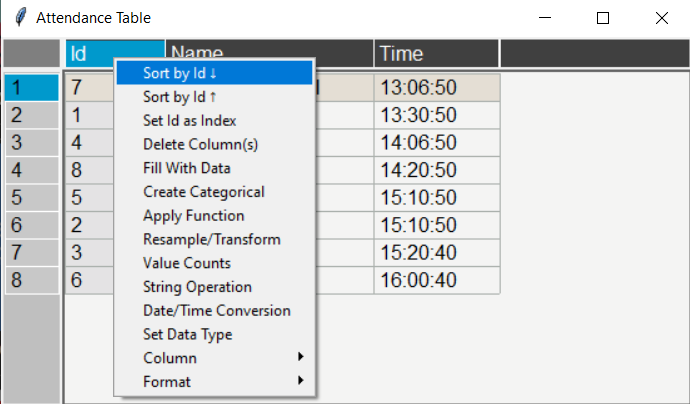 Attendance Table
Id Name Time
1 7 13:06:50
2 1 13:30:50
3 4 14:06:50
4 8 14:20:50
5 5 15:10:50
6 2 15:10:50
7 3 15:20:40
8 6 16:00:40
Sort by Id ↓
Sort by Id ↑
Set Id as Index
Delete Column(s)
Fill With Data
Create Categorical
Apply Function
Resample/Transform
Value Counts
String Operation
Date/Time Conversion
Set Data Type
Column
Format